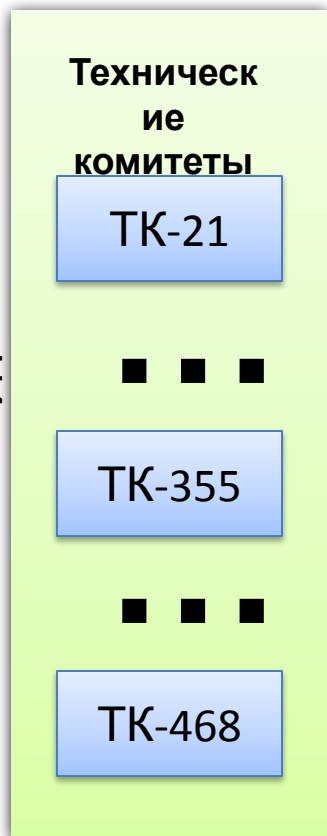 Техническ
ие
комитеты
ТК-21
▪ ▪ ▪
ТК-355
▪ ▪ ▪
ТК-468